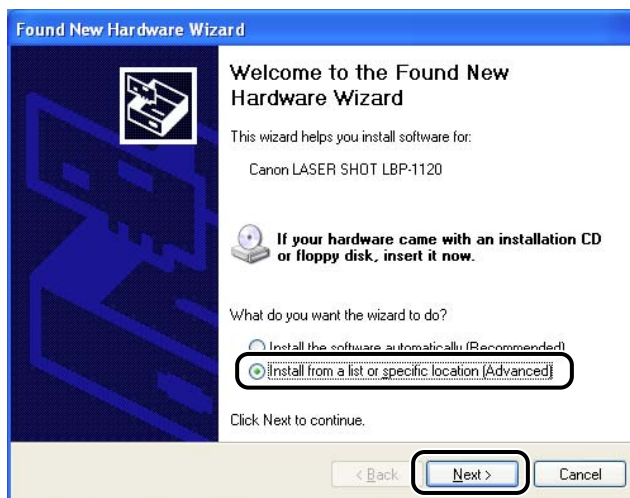 Found New Hardware Wizard
Welcome to the Found New
Hardware Wizard
This wizard helps you install software for:
Canon LASER SHOT LBP-1120
If your hardware came with an installation CD
or floppy disk, insert it now.
What do you want the wizard to do?
Install the software automatically (Recommended)
Install from a list or specific location (Advanced)
Click Next to continue.
< Back Next > Cancel